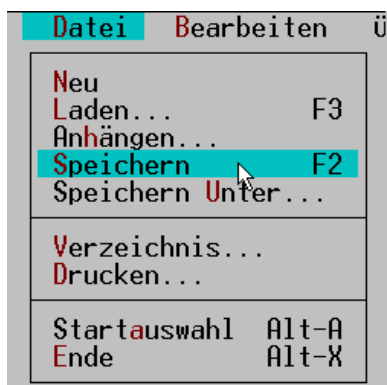 Datei Bearbeiten Ü
Neu
Laden... F3
Anhängen...
Speichern F2
Speichern Unter...
Verzeichnis...
Drucken...
Startauswahl Alt-A
Ende Alt-X